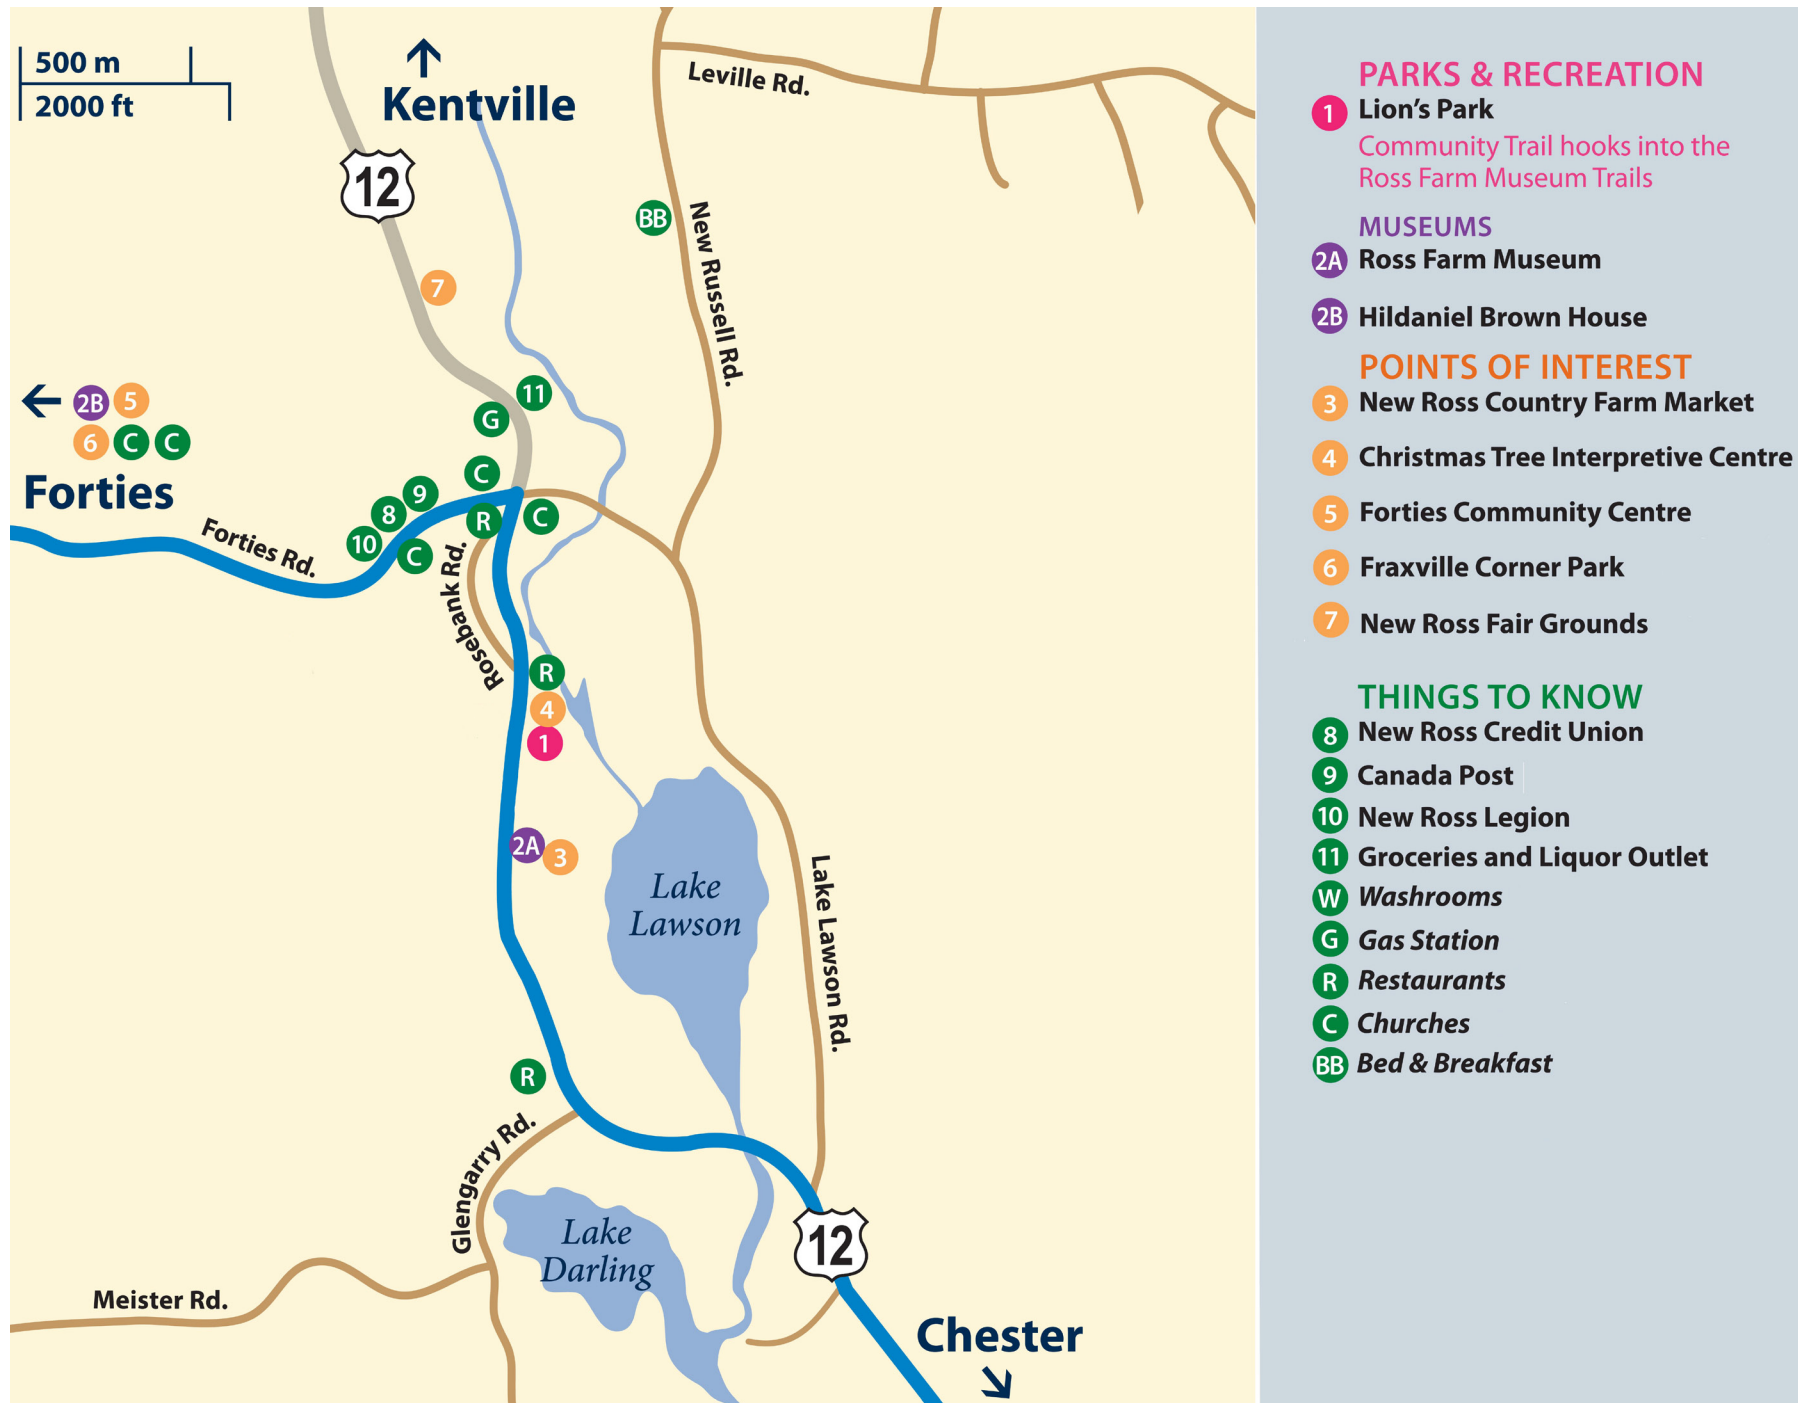 500 m
2000 ft
Kentville
Leville Rd.
12
BB
New Russell Rd.
7
11
G
2B
5
6
C
C
Forties
C
9
8
10
R
C
C
Forties Rd.
Rosebank Rd.
R
4
1
2A
3
Lake
Lawson
Lake Lawson Rd.
R
Glengarry Rd.
Lake
Darling
12
Meister Rd.
Chester
PARKS & RECREATION
1 Lion's Park
Community Trail hooks into the
Ross Farm Museum Trails
MUSEUMS
2A Ross Farm Museum
2B Hildaniel Brown House
POINTS OF INTEREST
3 New Ross Country Farm Market
4 Christmas Tree Interpretive Centre
5 Forties Community Centre
6 Fraxville Corner Park
7 New Ross Fair Grounds
THINGS TO KNOW
8 New Ross Credit Union
9 Canada Post
10 New Ross Legion
11 Groceries and Liquor Outlet
W Washrooms
G Gas Station
R Restaurants
C Churches
BB Bed & Breakfast